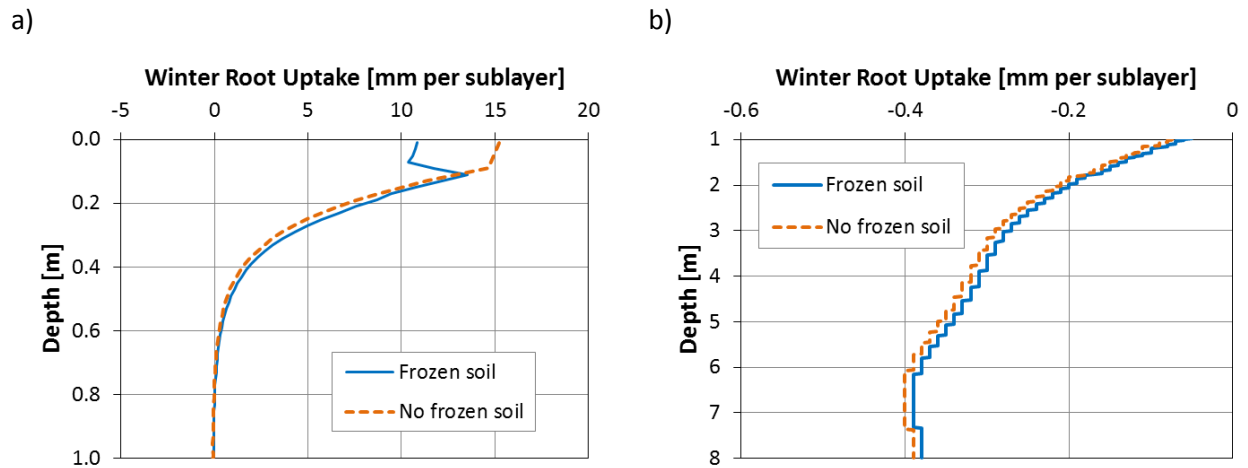 a)
Winter Root Uptake [mm per sublayer]
-5 0 5 10 15 20
0.0
0.2
0.4
0.6
0.8
1.0
Depth [m]
Frozen soil
No frozen soil
b)
Winter Root Uptake [mm per sublayer]
-0.6 -0.4 -0.2 0
1
2
3
4
5
6
7
8
Depth [m]
Frozen soil
No frozen soil